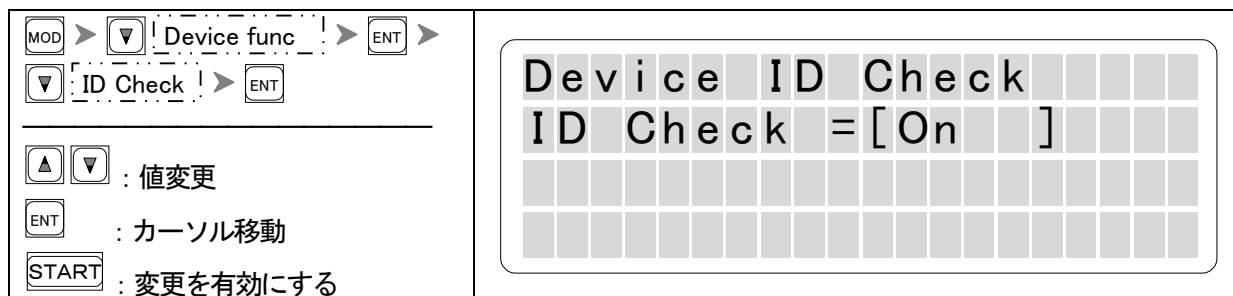 MOD ➤ ▼ Device func ➤ ENT ➤
▼ ID Check ➤ ENT
▲ ▼ : 値変更
ENT : カーソル移動
START : 変更を有効にする
Device ID Check
ID Check =[On  ]